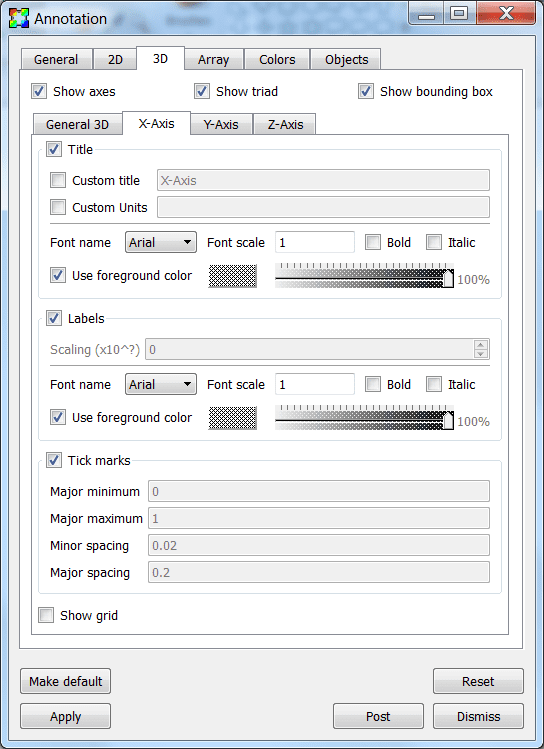 Annotation
General 2D 3D Array Colors Objects
Show axes Show triad Show bounding box
General 3D X-Axis Y-Axis Z-Axis
Title
Custom title X-Axis
Custom Units
Font name Arial Font scale 1 Bold Italic
Use foreground color 100%
Labels
Scaling (x10^?) 0
Font name Arial Font scale 1 Bold Italic
Use foreground color 100%
Tick marks
Major minimum 0
Major maximum 1
Minor spacing 0.02
Major spacing 0.2
Show grid
Make default Reset
Apply Post Dismiss